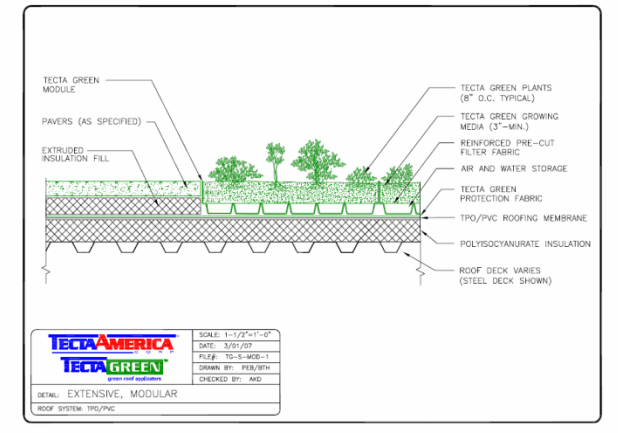 TECTA GREEN
MODULE
PAVERS (AS SPECIFIED)
EXTRUDED
INSULATION FILL
TECTA GREEN PLANTS
(8" O.C. TYPICAL)
TECTA GREEN GROWING
MEDIA (3"-MIN.)
REINFORCED PRE-CUT
FILTER FABRIC
AIR AND WATER STORAGE
TECTA GREEN
PROTECTION FABRIC
TPO/PVC ROOFING MEMBRANE
POLYISOCYANURATE INSULATION
ROOF DECK VARIES
(STEEL DECK SHOWN)
TECTAAMERICA
CORP
TECTAGREEN
green roof applicators
SCALE: 1-1/2"=1'-0"
DATE: 3/01/07
FILE#: TG-S-MOD-1
DRAWN BY: PEB/BTH
CHECKED BY: AKD
DETAIL: EXTENSIVE, MODULAR
ROOF SYSTEM: TPO/PVC